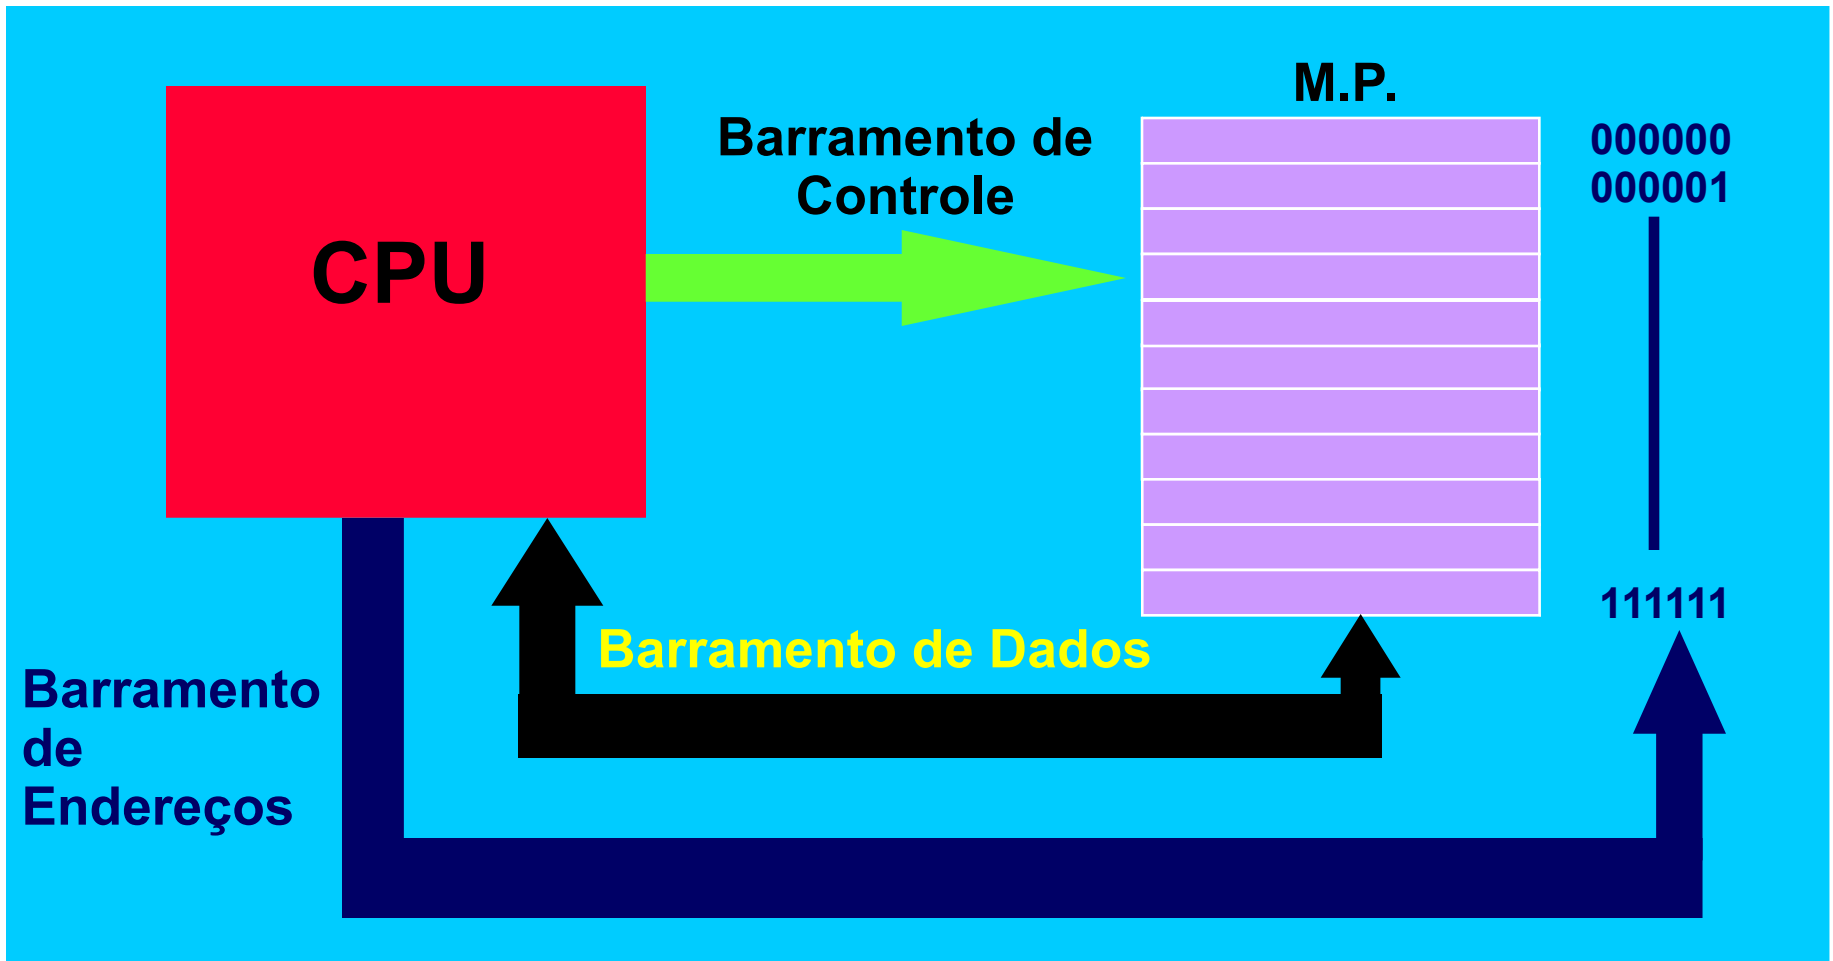 M.P.
Barramento de
Controle
000000
000001
CPU
111111
Barramento de Dados
Barramento
de
Endereços